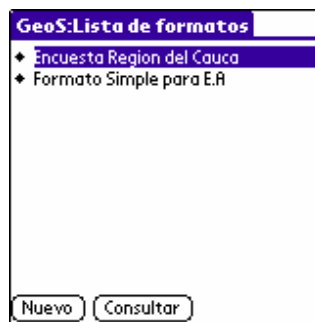 GeoS:Lista de formatos
Encuesta Region del Cauca
Formato Simple para E.A
Nuevo Consultar